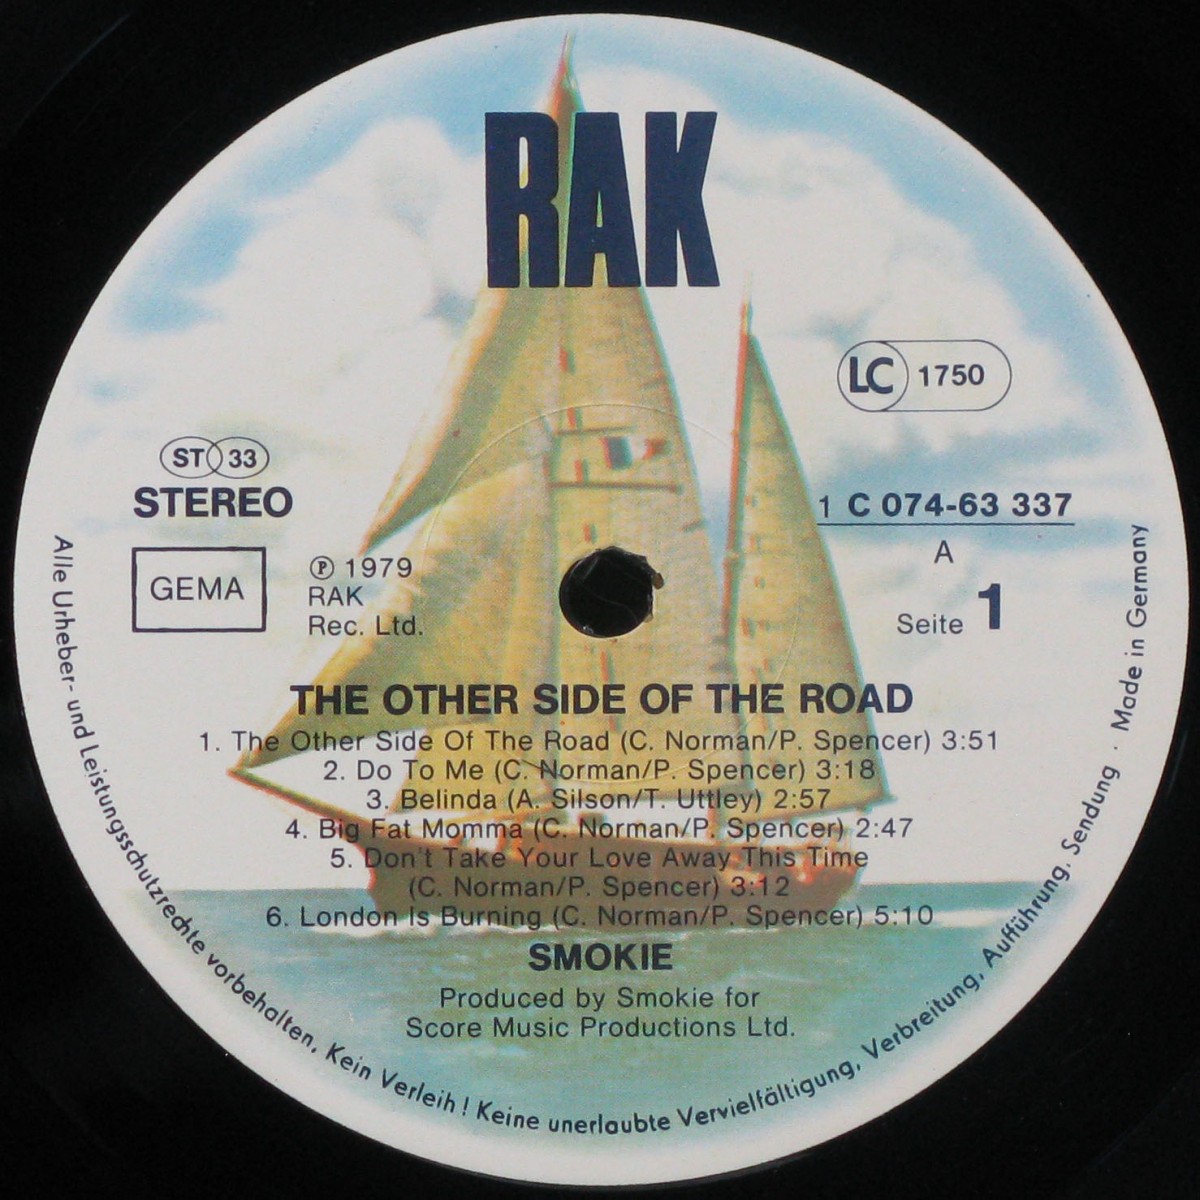 RAK
LC 1750
ST 33
STEREO
1 C 074-63 337
A
Seite 1
GEMA
℗ 1979
RAK
Rec. Ltd.
THE OTHER SIDE OF THE ROAD
1. The Other Side Of The Road (C. Norman/P. Spencer) 3:51
2. Do To Me (C. Norman/P. Spencer) 3:18
3. Belinda (A. Silson/T. Uttley) 2:57
4. Big Fat Momma (C. Norman/P. Spencer) 2:47
5. Don't Take Your Love Away This Time
(C. Norman/P. Spencer) 3:12
6. London Is Burning (C. Norman/P. Spencer) 5:10
SMOKIE
Produced by Smokie for
Score Music Productions Ltd.
Alle Urheber- und Leistungsschutzrechte vorbehalten. Kein Verleih! Keine unerlaubte Vervielfältigung, Verbreitung, Aufführung, Sendung · Made in Germany